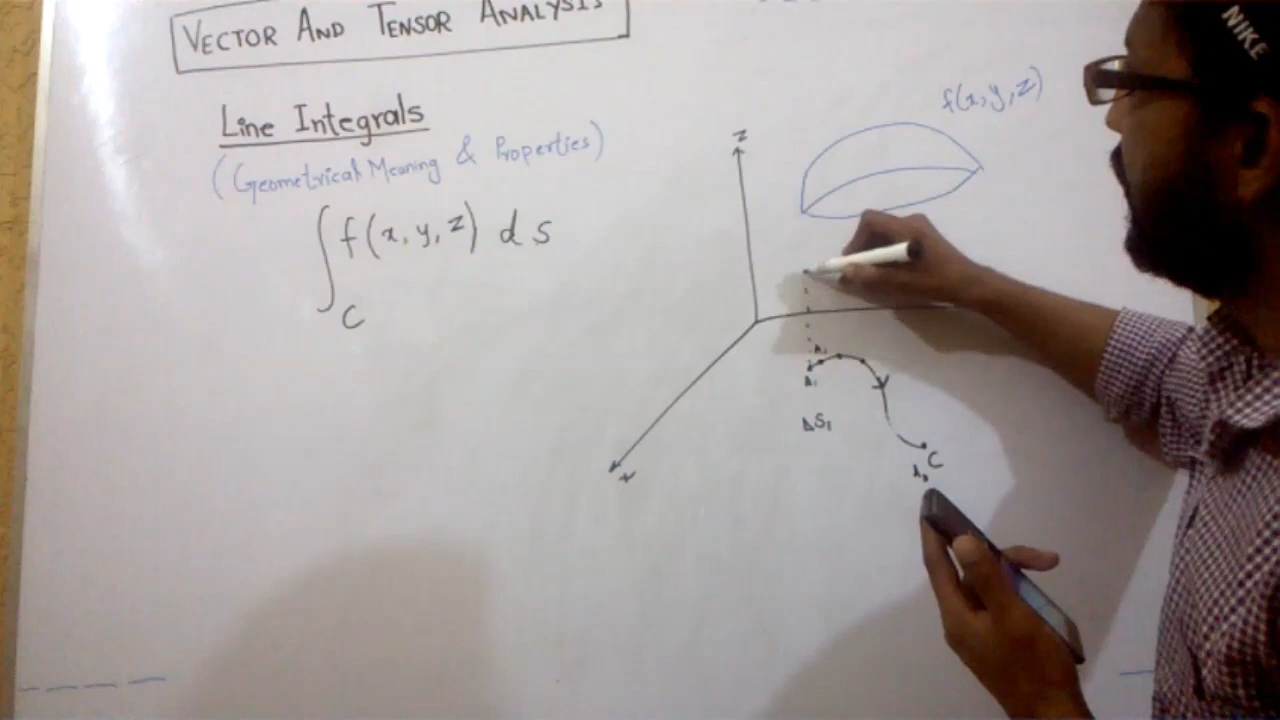 VECTOR AND TENSOR ANALYSIS
Line Integrals
(Geometrical Meaning & Properties)
∫ f(x, y, z) ds
C
f(x, y, z)
z
x
ΔS₁
C
NIKE